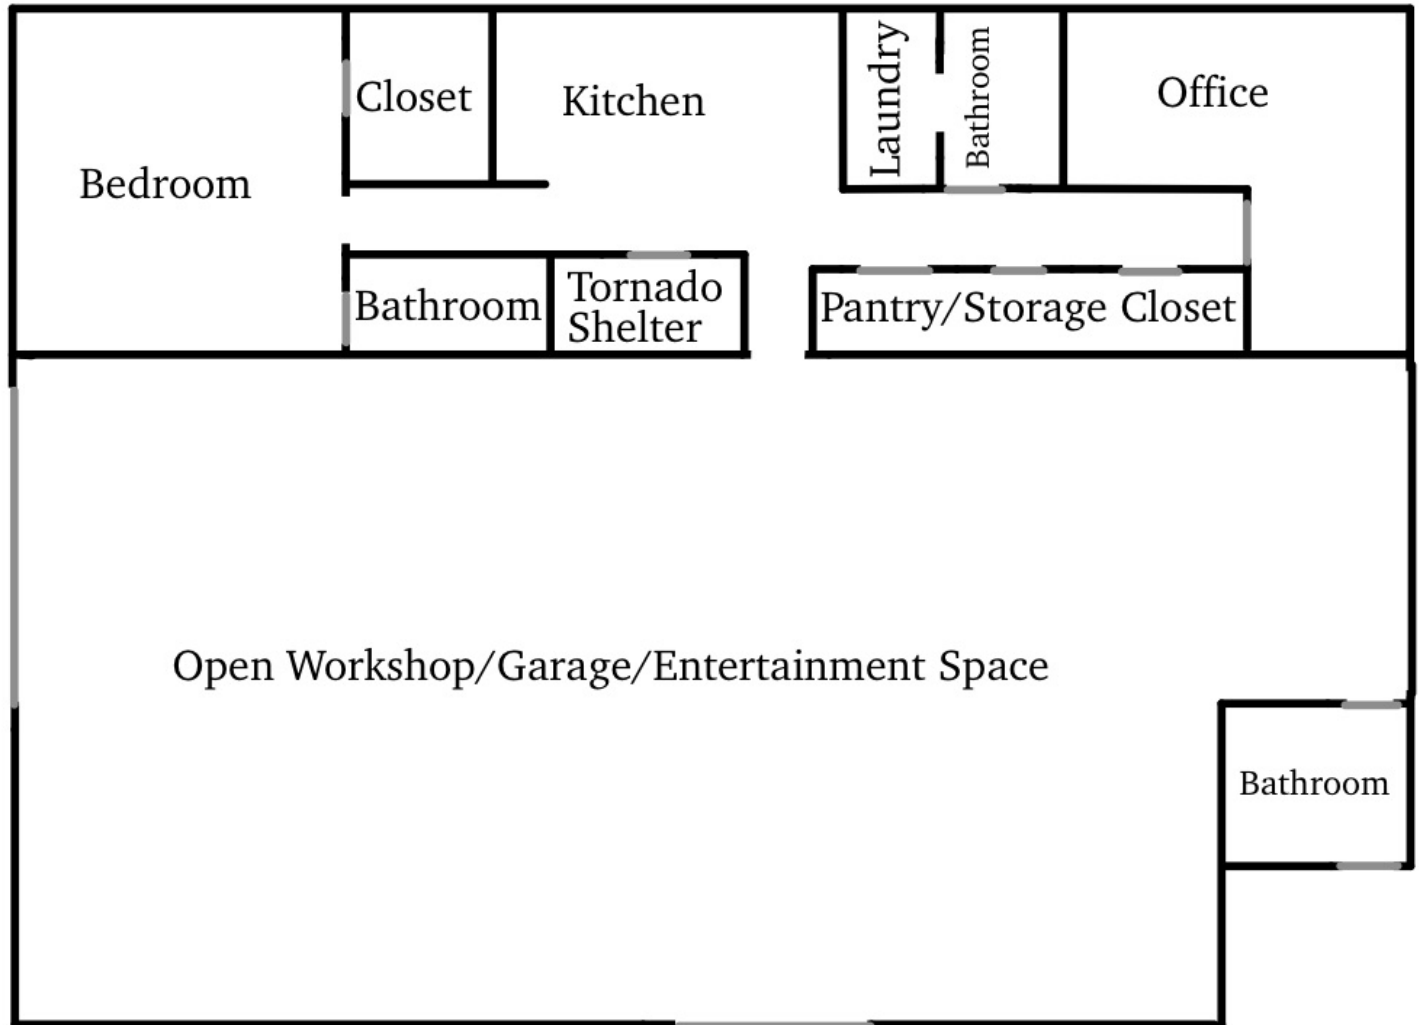 Closet
Kitchen
Laundry
Bathroom
Office
Bedroom
Bathroom
Tornado
Shelter
Pantry/Storage Closet
Open Workshop/Garage/Entertainment Space
Bathroom